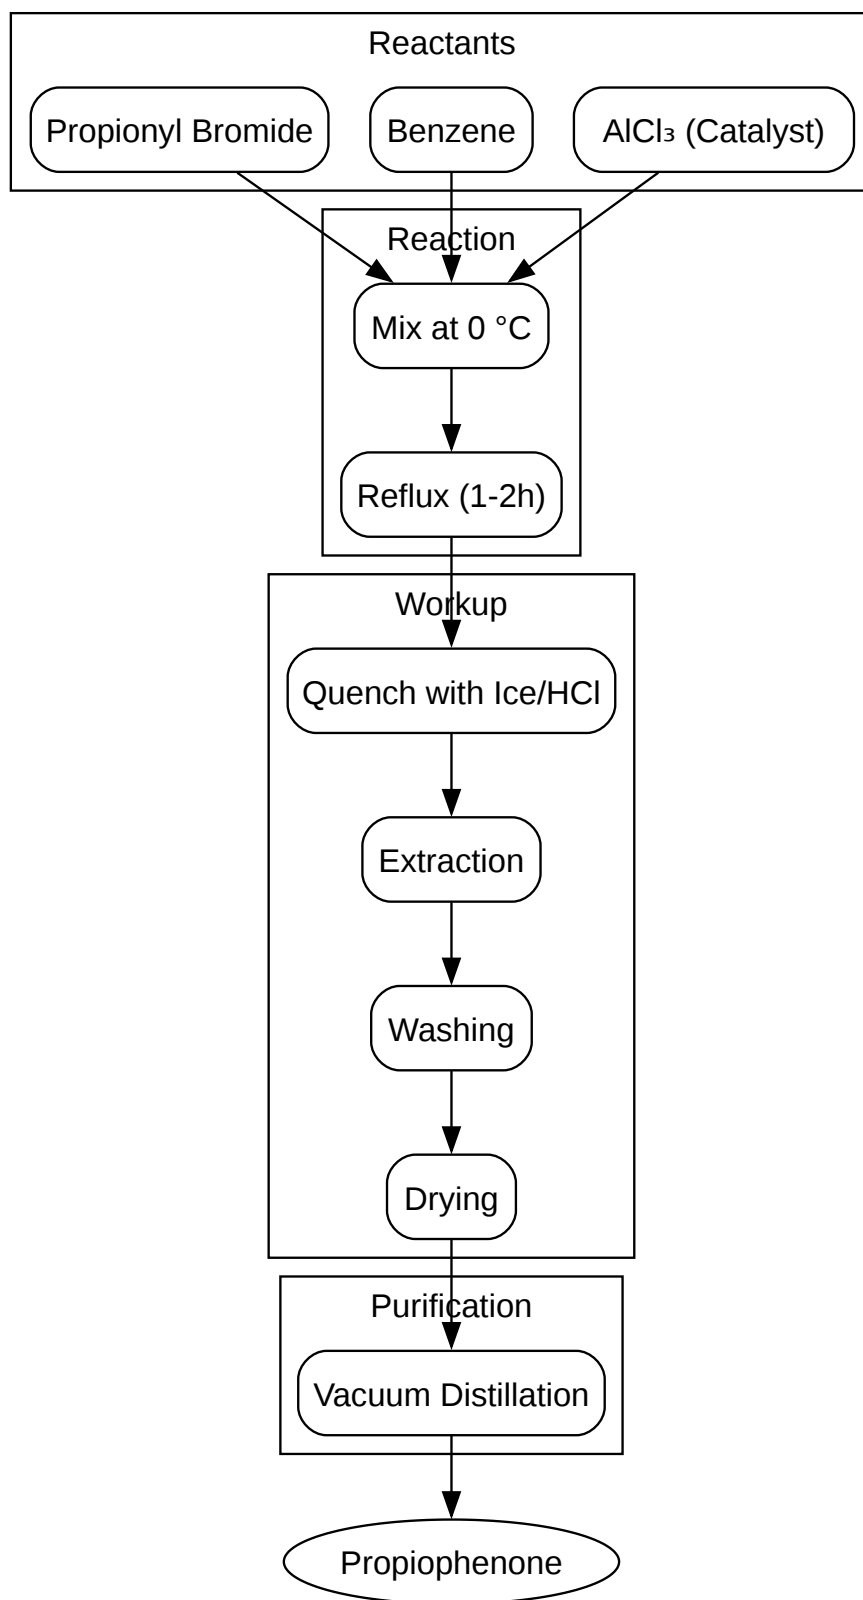 Reactants
Propionyl Bromide
Benzene
AlCl₃ (Catalyst)
Reaction
Mix at 0 °C
Reflux (1-2h)
Workup
Quench with Ice/HCl
Extraction
Washing
Drying
Purification
Vacuum Distillation
Propiophenone